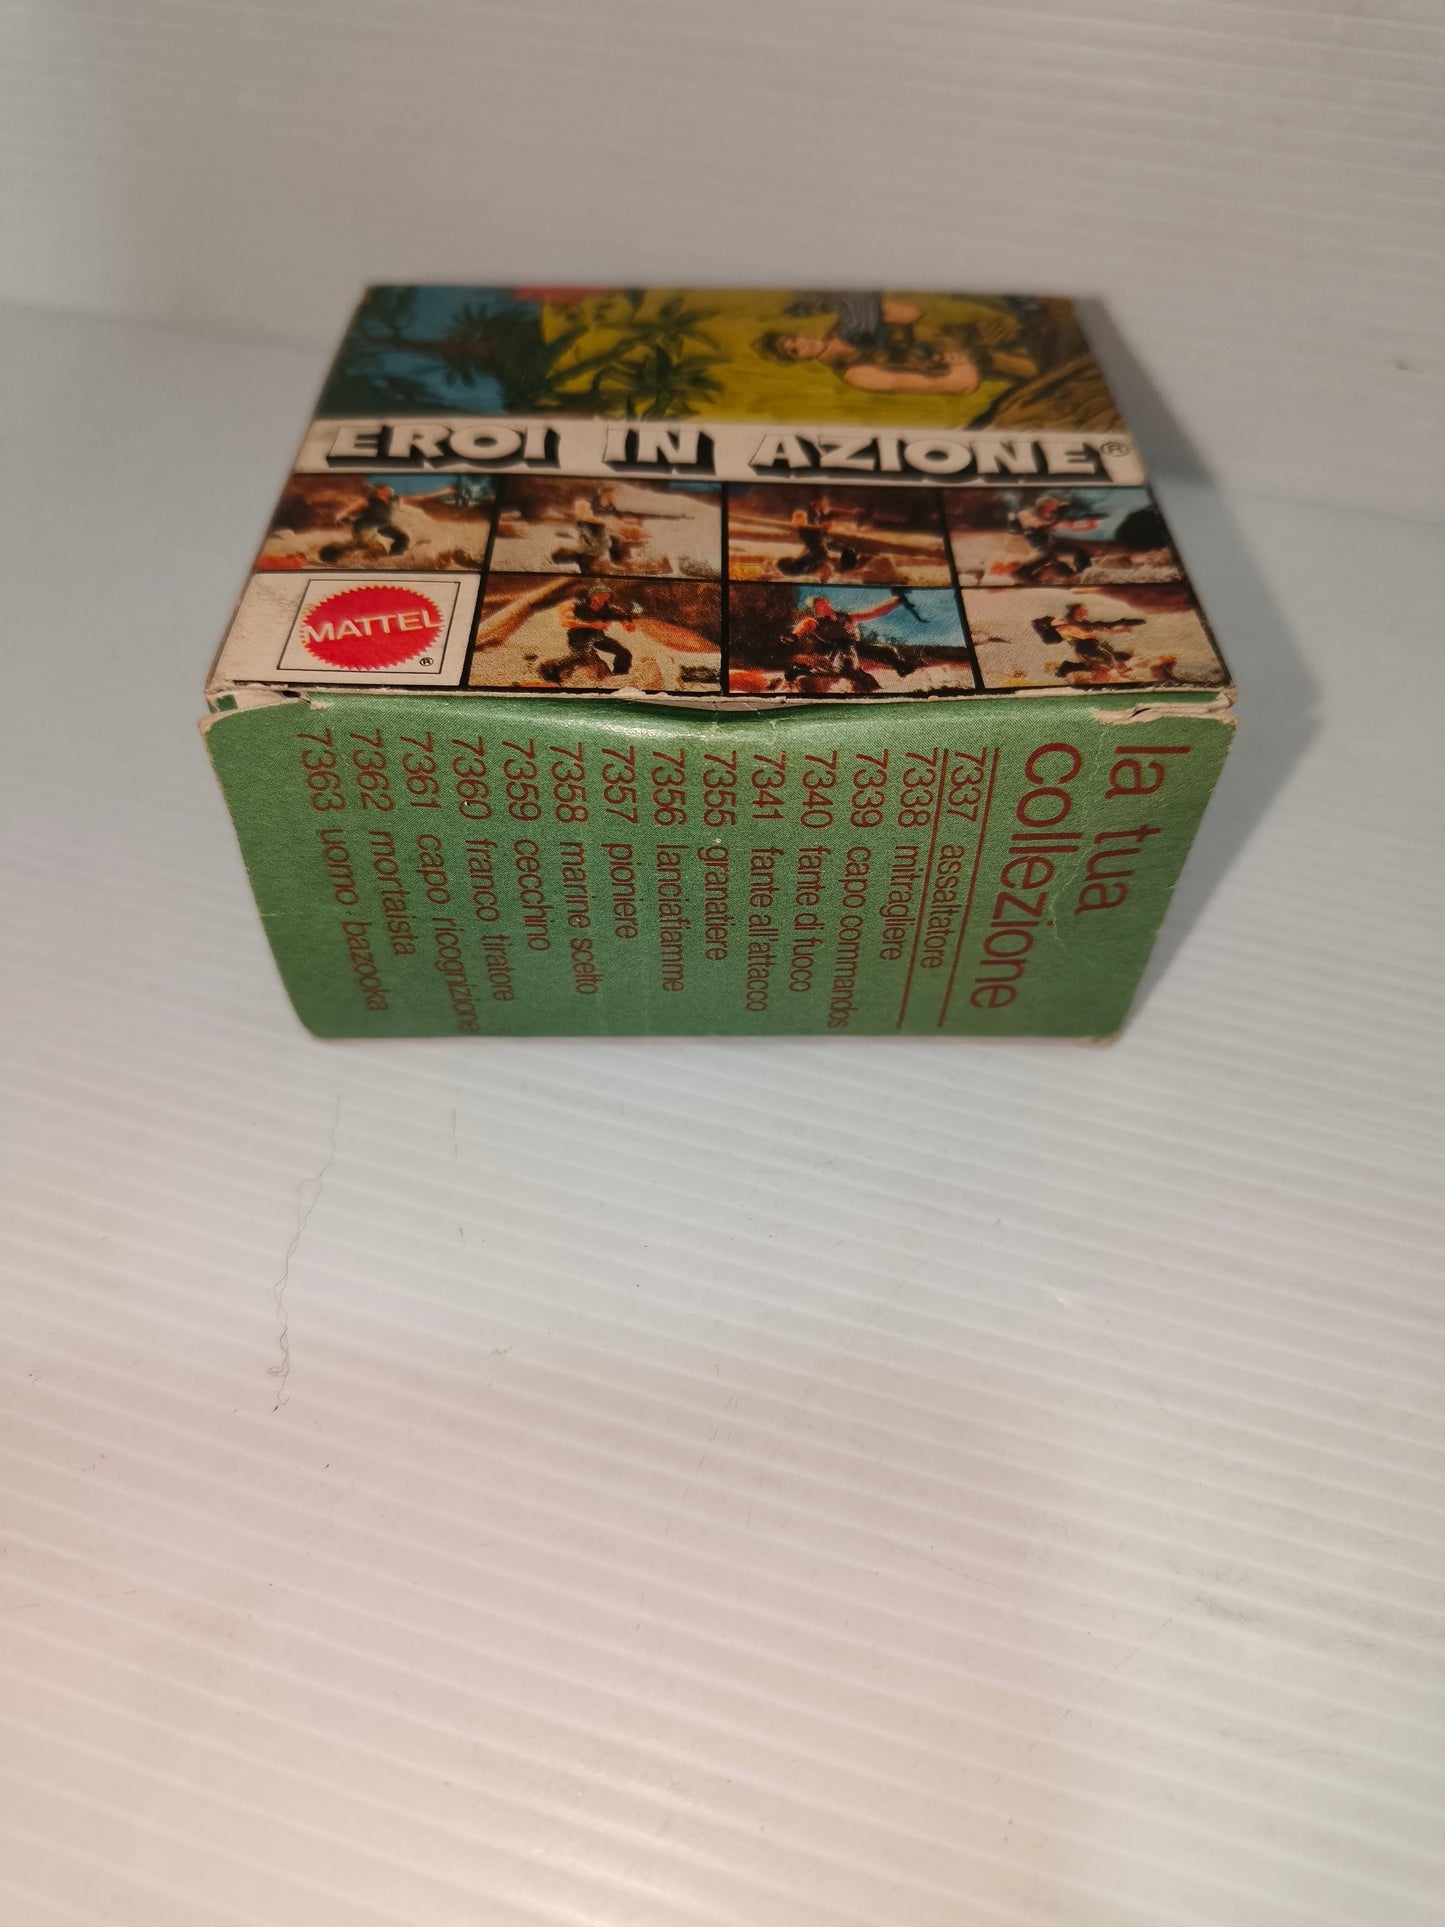 EROI IN AZIONE®
MATTEL
®
la tua
collezione
7337 assaltatore
7338 mitragliere
7339 capo commandos
7340 fante di fuoco
7341 fante all'attacco
7355 granatiere
7356 lanciafiamme
7357 pioniere
7358 marine scelto
7359 cecchino
7360 franco tiratore
7361 capo ricognizione
7362 mortaista
7363 uomo·bazooka